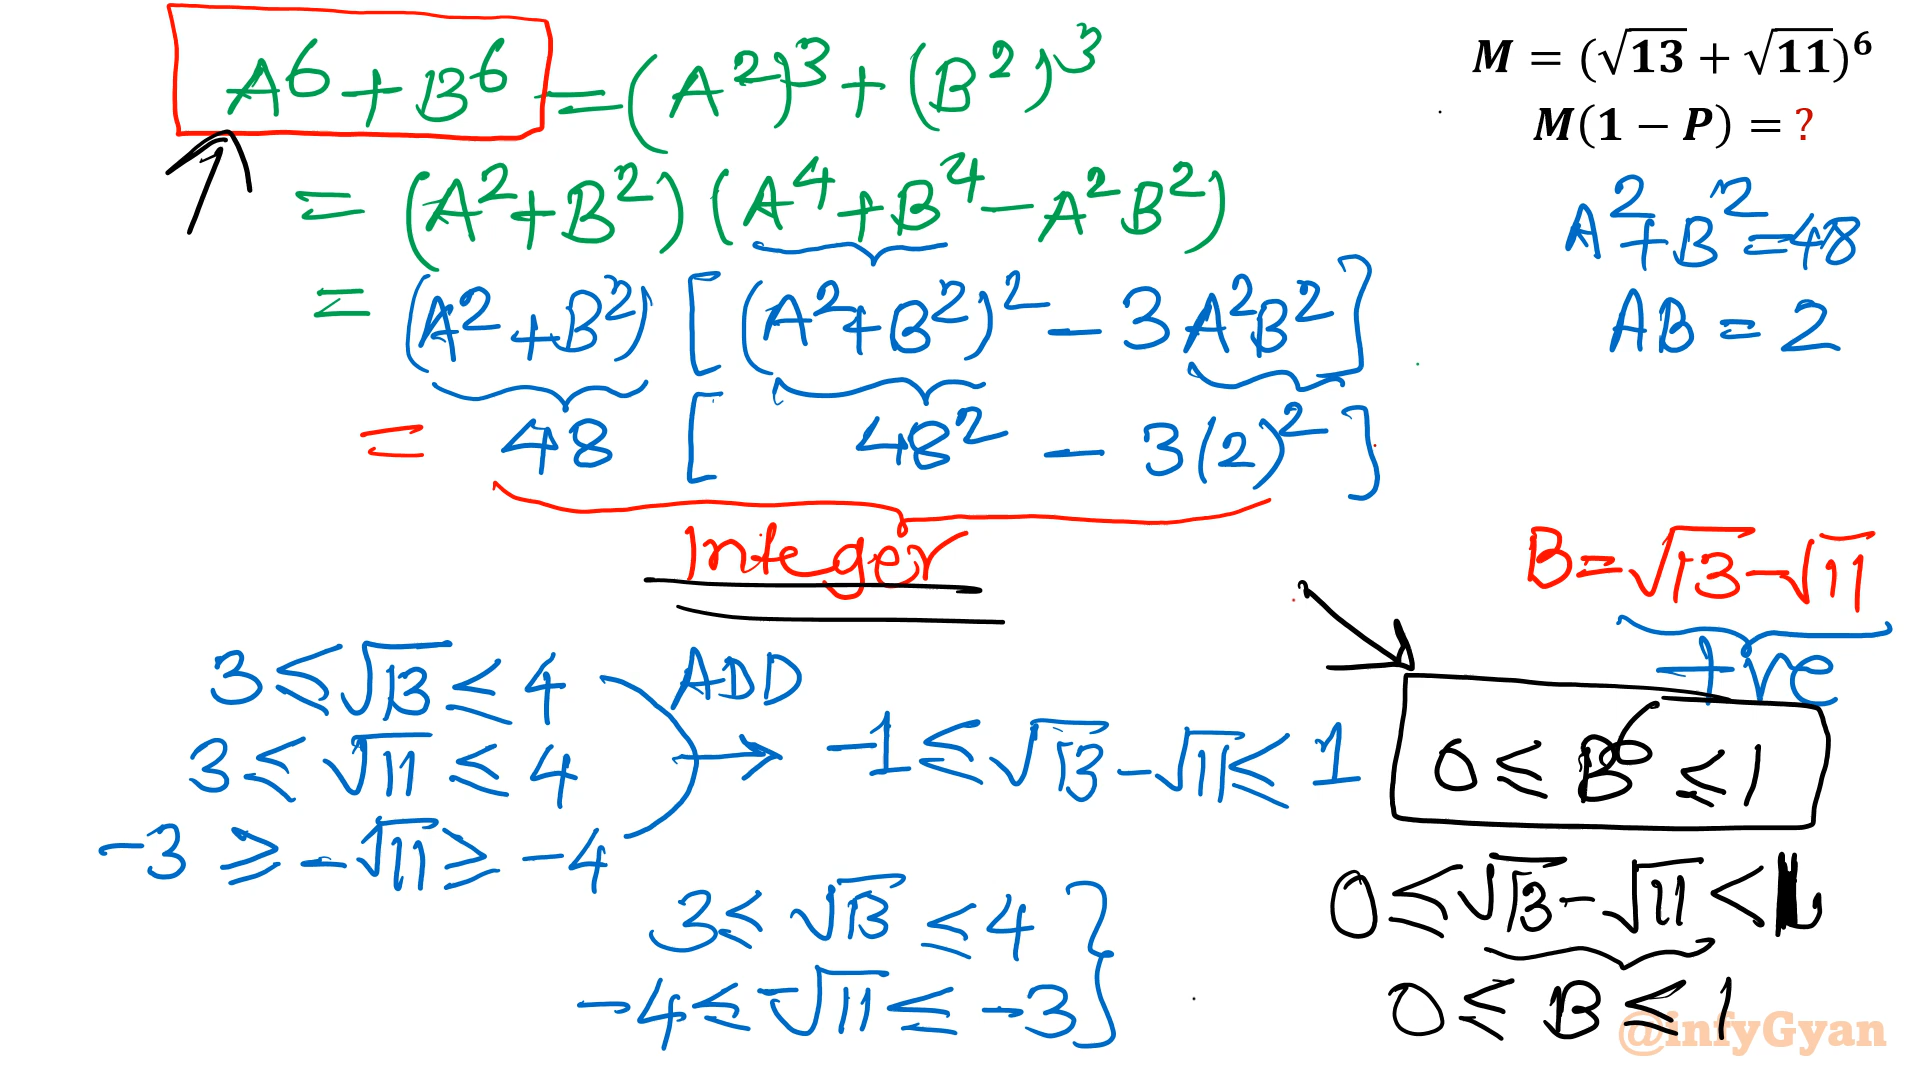 A⁶ + B⁶ = (A²)³ + (B²)³
= (A² + B²) (A⁴ + B⁴ − A² B²)
= (A² + B²) [(A² + B²)² − 3A²B²]
= 48 [48² − 3(2)²]
Integer
M = (√13 + √11)⁶
M(1 − P) = ?
A² + B² = 48
AB = 2
B = √13 − √11
+ve
3 ≤ √13 ≤ 4
3 ≤ √11 ≤ 4
−3 ≥ −√11 ≥ −4
ADD
→ −1 ≤ √13 − √11 ≤ 1
3 ≤ √13 ≤ 4
−4 ≤ −√11 ≤ −3
0 ≤ B⁶ ≤ 1
0 ≤ √13 − √11 <
0 ≤ B ≤ 1
@infyGyan